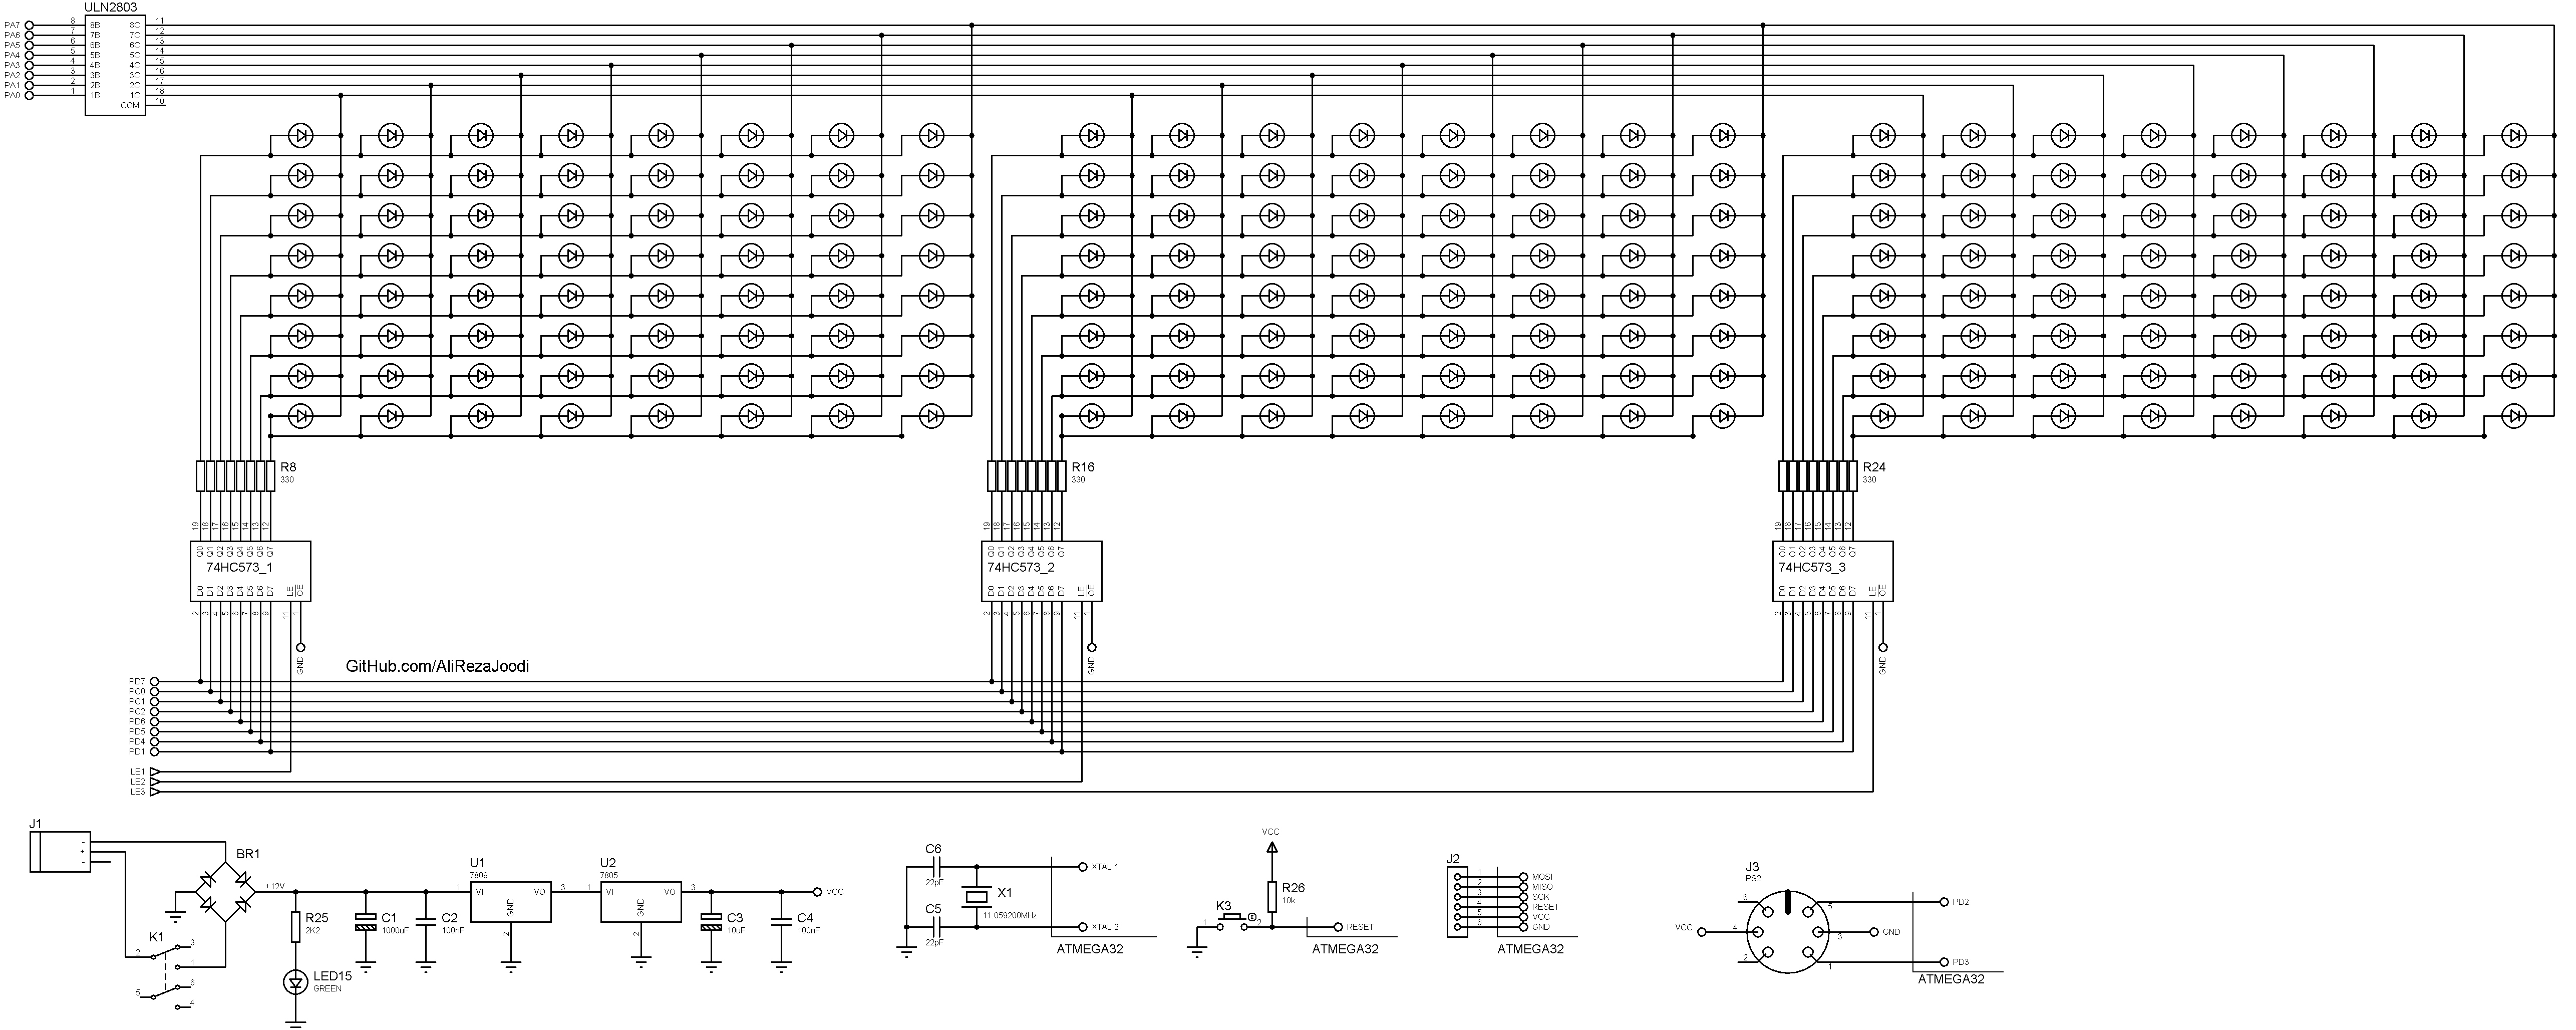 ULN2803
PA7 8 8B 8C 11
PA6 7 7B 7C 12
PA5 6 6B 6C 13
PA4 5 5B 5C 14
PA3 4 4B 4C 15
PA2 3 3B 3C 16
PA1 2 2B 2C 17
PA0 1 1B 1C 18
COM 10
R8
330
R16
330
R24
330
19 18 17 16 15 14 13 12
Q0 Q1 Q2 Q3 Q4 Q5 Q6 Q7
74HC573_1
D0 D1 D2 D3 D4 D5 D6 D7 LE OE
2 3 4 5 6 7 8 9 11 1
GND
19 18 17 16 15 14 13 12
Q0 Q1 Q2 Q3 Q4 Q5 Q6 Q7
74HC573_2
D0 D1 D2 D3 D4 D5 D6 D7 LE OE
2 3 4 5 6 7 8 9 11 1
GND
19 18 17 16 15 14 13 12
Q0 Q1 Q2 Q3 Q4 Q5 Q6 Q7
74HC573_3
D0 D1 D2 D3 D4 D5 D6 D7 LE OE
2 3 4 5 6 7 8 9 11 1
GND
GitHub.com/AliRezaJoodi
PD7
PC0
PC1
PC2
PD6
PD5
PD4
PD1
LE1
LE2
LE3
J1
-
+
-
K1
2 3
1
5 6
4
BR1
+12V
R25
2K2
LED15
GREEN
C1
1000uF
C2
100nF
U1
7809
1 VI VO 3
GND
2
U2
7805
1 VI VO 3
GND
2
C3
10uF
C4
100nF
VCC
C6
22pF
C5
22pF
X1
11.059200MHz
XTAL 1
XTAL 2
ATMEGA32
VCC
R26
10k
K3
1 2
RESET
ATMEGA32
J2
1 MOSI
2 MISO
3 SCK
4 RESET
5 VCC
6 GND
ATMEGA32
J3
PS2
6 5 PD2
VCC 4 3 GND
2 1 PD3
ATMEGA32